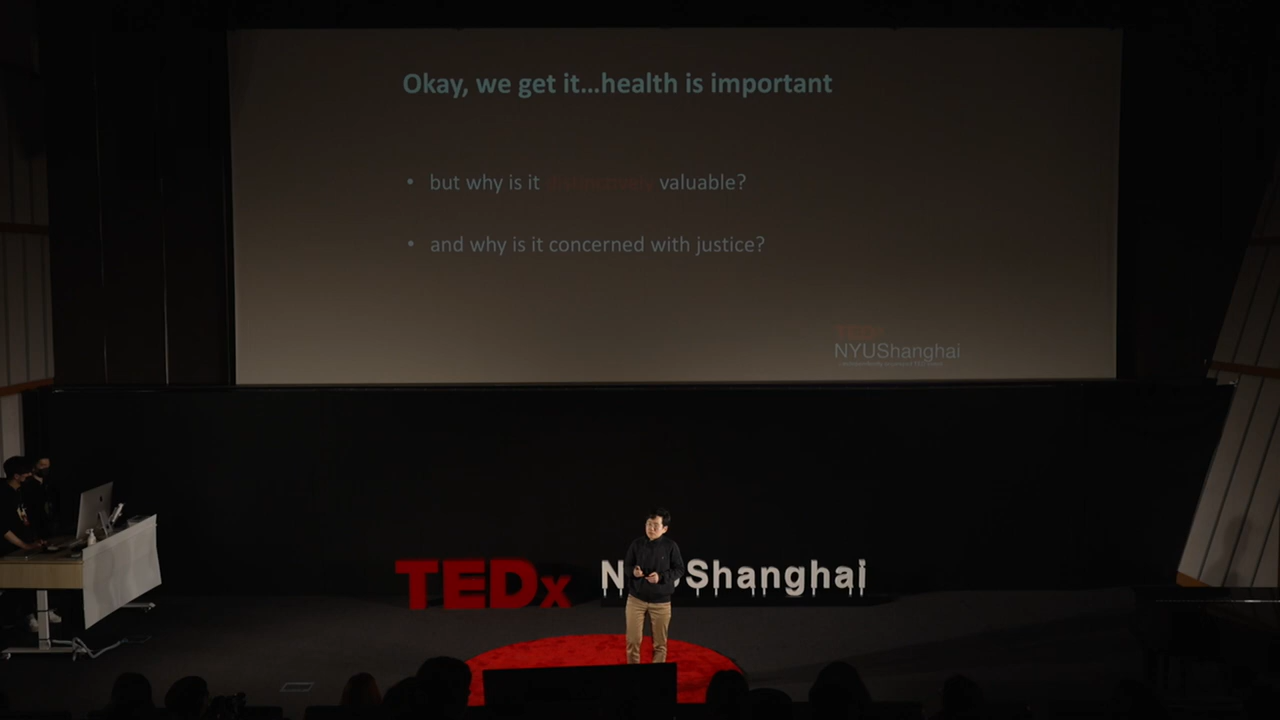 Okay, we get it...health is important
• but why is it distinctively valuable?
• and why is it concerned with justice?
NYUShanghai
TEDx N Shanghai